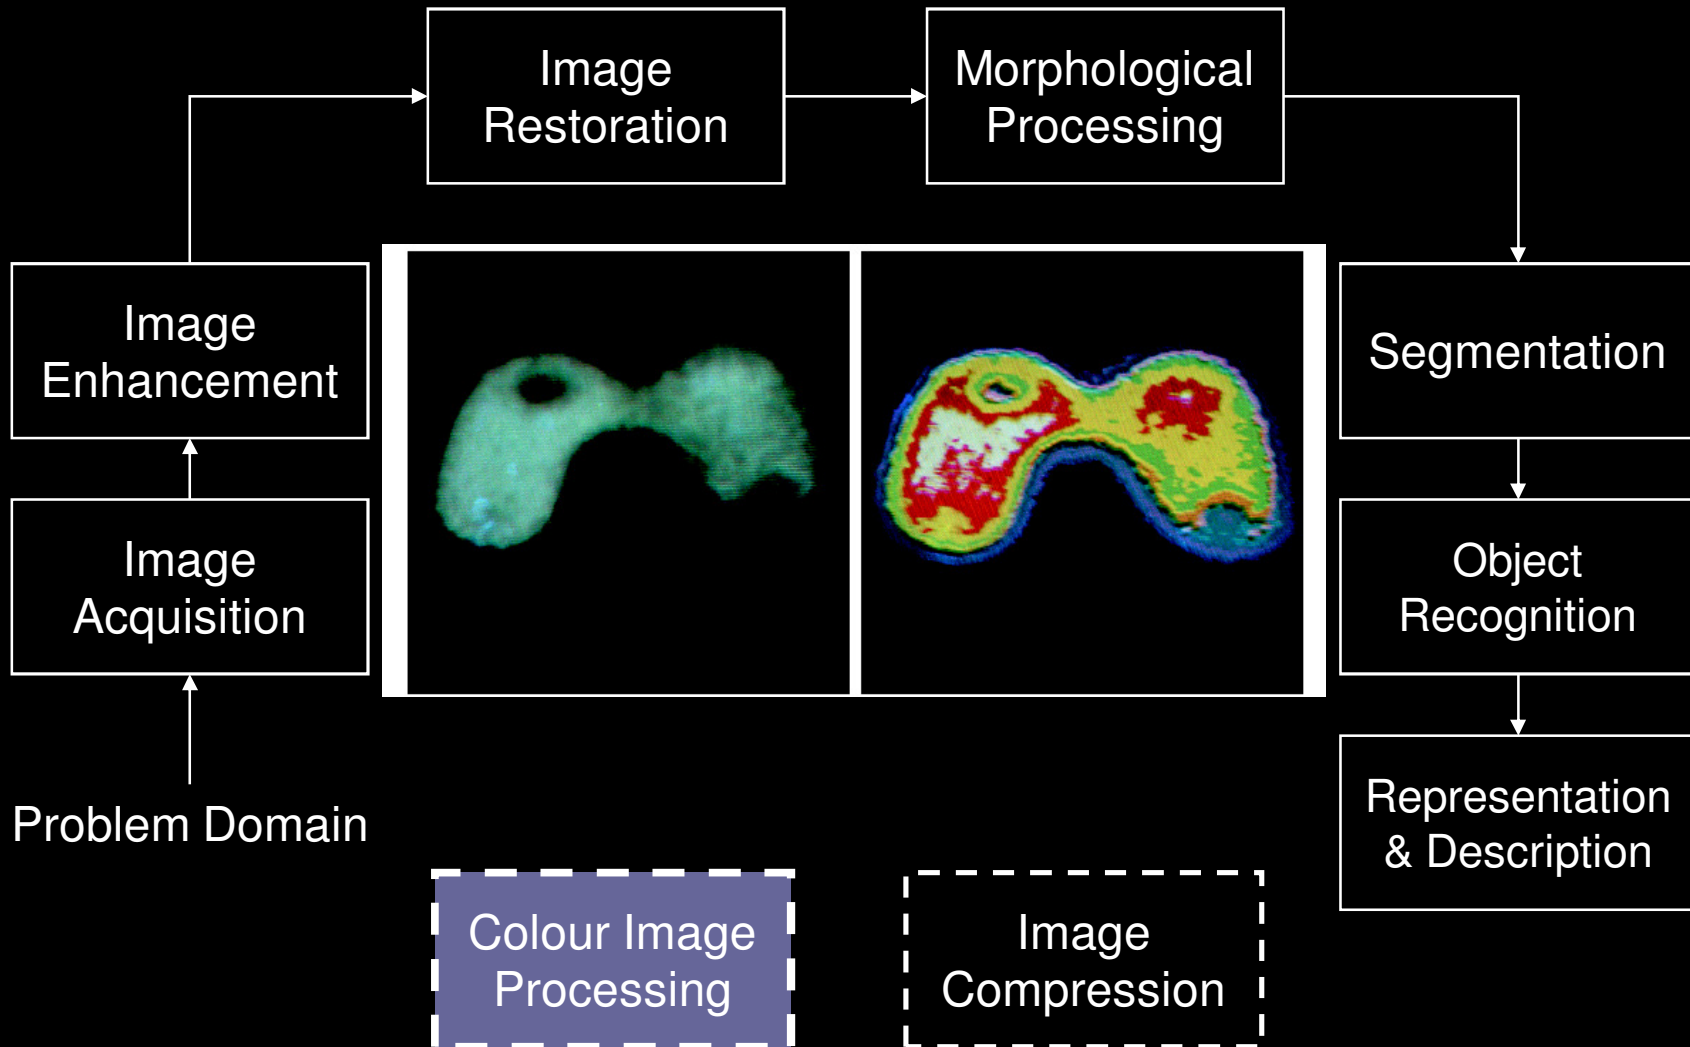 Image
Restoration
Morphological
Processing
Image
Enhancement
Segmentation
Image
Acquisition
Object
Recognition
Problem Domain
Representation
& Description
Colour Image
Processing
Image
Compression